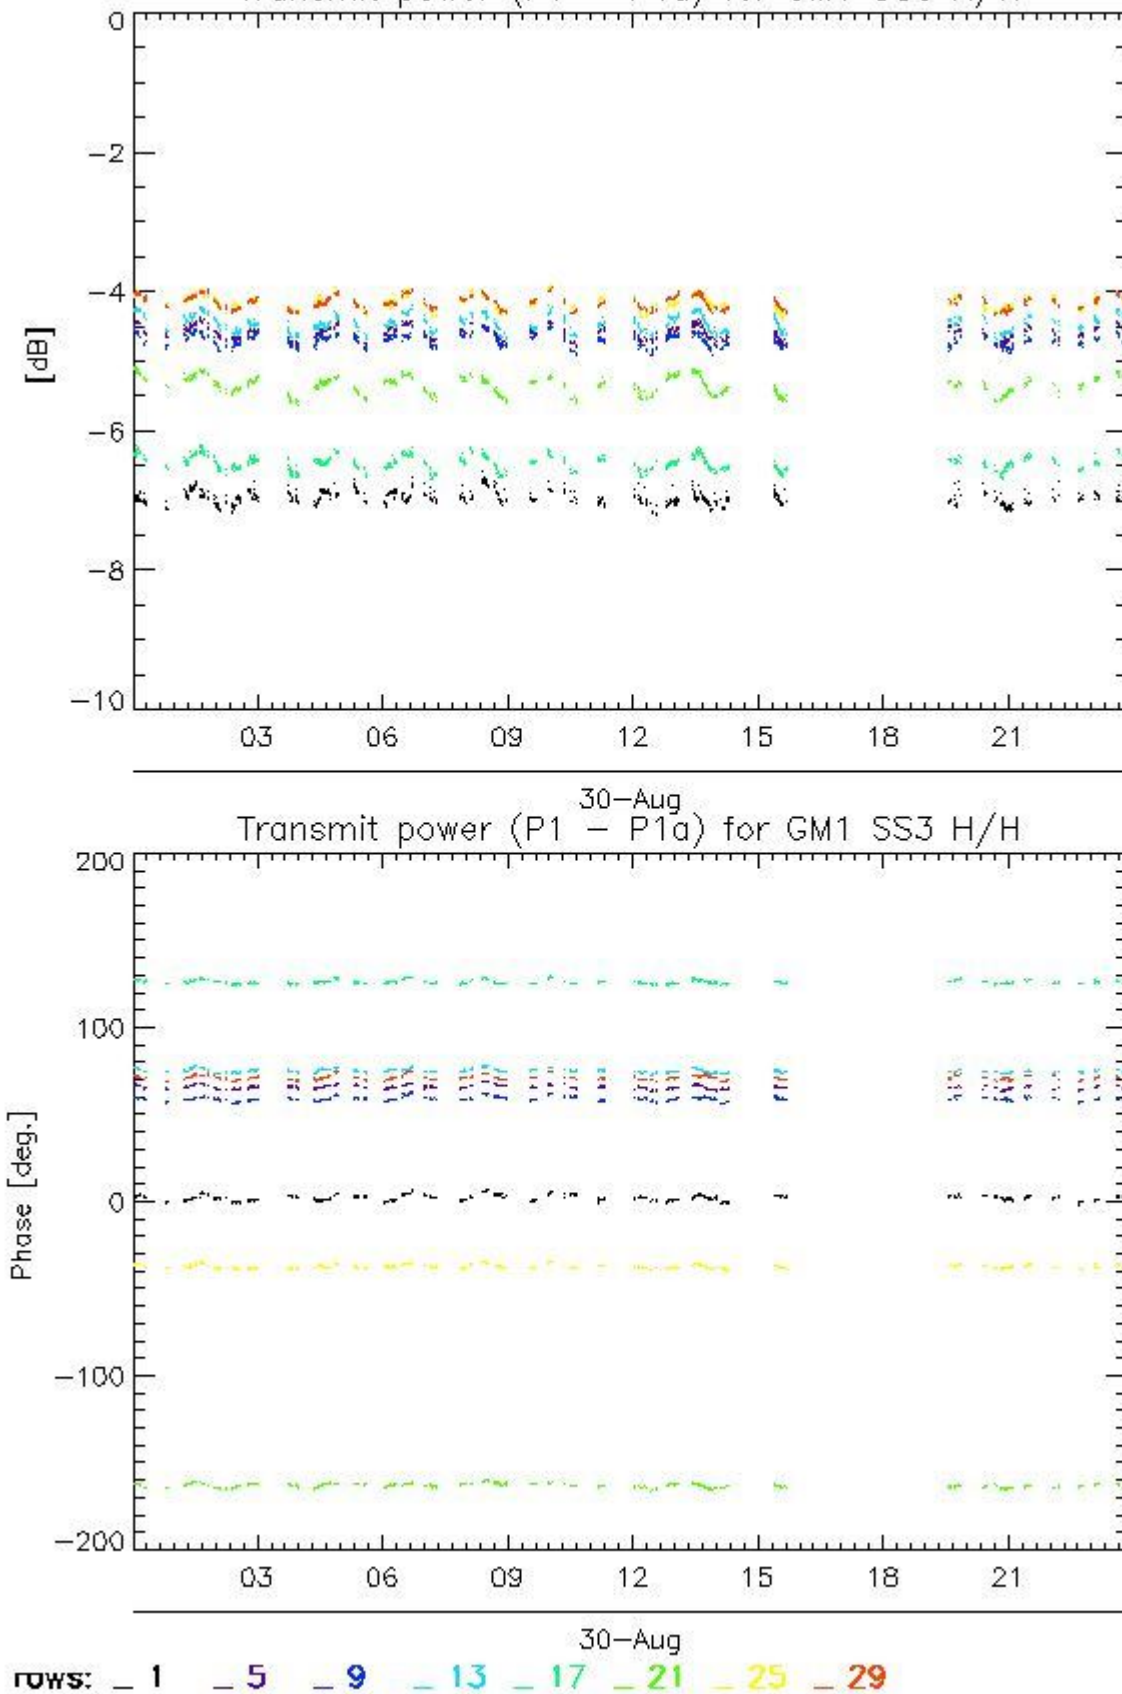 0
-2
-4
[dB]
-6
-8
-10
03 06 09 12 15 18 21
30-Aug
Transmit power (P1 - P1a) for GM1 SS3 H/H
200
100
0
Phase [deg.]
-100
-200
03 06 09 12 15 18 21
30-Aug
rows: _ 1 _ 5 _ 9 _ 13 _ 17 _ 21 _ 25 _ 29